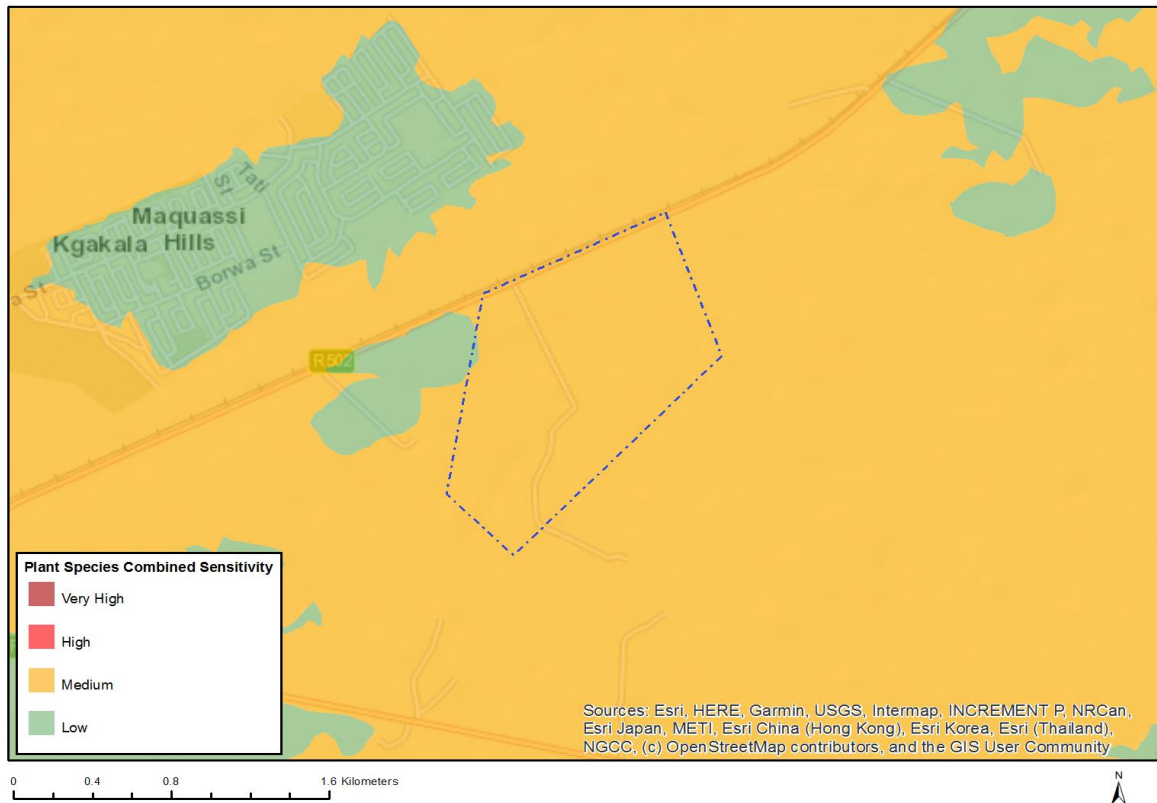 Tati
St
Maquassi
Kgakala Hills
Borwa St
a St
R502
Plant Species Combined Sensitivity
Very High
High
Medium
Low
Sources: Esri, HERE, Garmin, USGS, Intermap, INCREMENT P, NRCan,
Esri Japan, METI, Esri China (Hong Kong), Esri Korea, Esri (Thailand),
NGCC, (c) OpenStreetMap contributors, and the GIS User Community
0 0.4 0.8 1.6 Kilometers
N